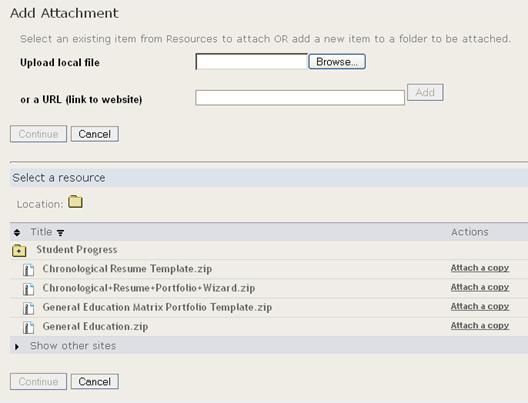 Add Attachment
Select an existing item from Resources to attach OR add a new item to a folder to be attached.
Upload local file Browse...
or a URL (link to website) Add
Continue Cancel
Select a resource
Location:
Title Actions
Student Progress
Chronological Resume Template.zip Attach a copy
Chronological+Resume+Portfolio+Wizard.zip Attach a copy
General Education Matrix Portfolio Template.zip Attach a copy
General Education.zip Attach a copy
Show other sites
Continue Cancel